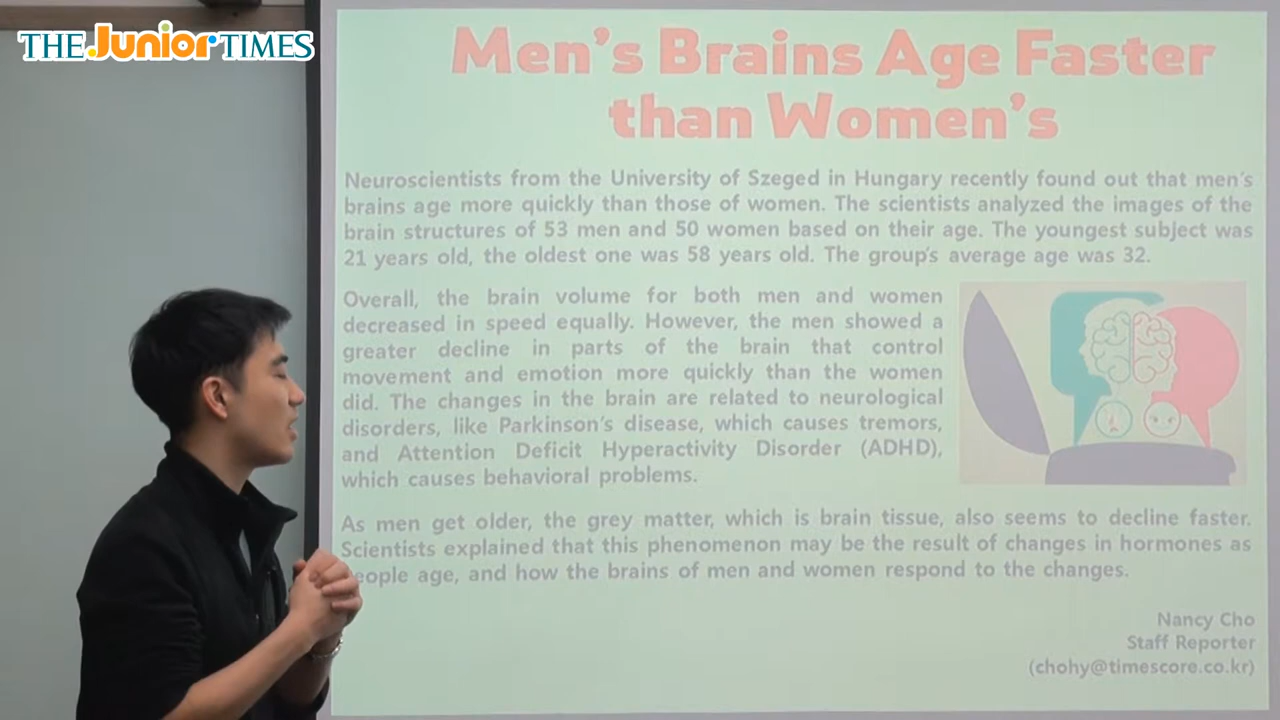 THE Junior TIMES
Men's Brains Age Faster
than Women's
Neuroscientists from the University of Szeged in Hungary recently found out that men's
brains age more quickly than those of women. The scientists analyzed the images of the
brain structures of 53 men and 50 women based on their age. The youngest subject was
21 years old, the oldest one was 58 years old. The group's average age was 32.
Overall, the brain volume for both men and women
decreased in speed equally. However, the men showed a
greater decline in parts of the brain that control
movement and emotion more quickly than the women
did. The changes in the brain are related to neurological
disorders, like Parkinson's disease, which causes tremors,
and Attention Deficit Hyperactivity Disorder (ADHD),
which causes behavioral problems.
As men get older, the grey matter, which is brain tissue, also seems to decline faster.
Scientists explained that this phenomenon may be the result of changes in hormones as
eople age, and how the brains of men and women respond to the changes.
Nancy Cho
Staff Reporter
(chohy@timescore.co.kr)